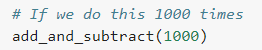 # If we do this 1000 times
add_and_subtract(1000)